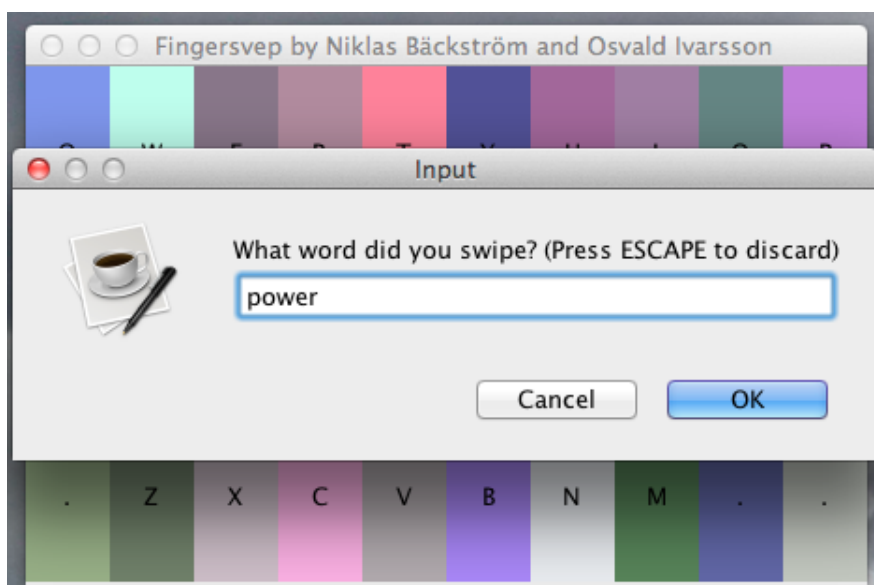 Fingersvep by Niklas Bäckström and Osvald Ivarsson
Input
What word did you swipe? (Press ESCAPE to discard)
power
Cancel OK
. Z X C V B N M . .